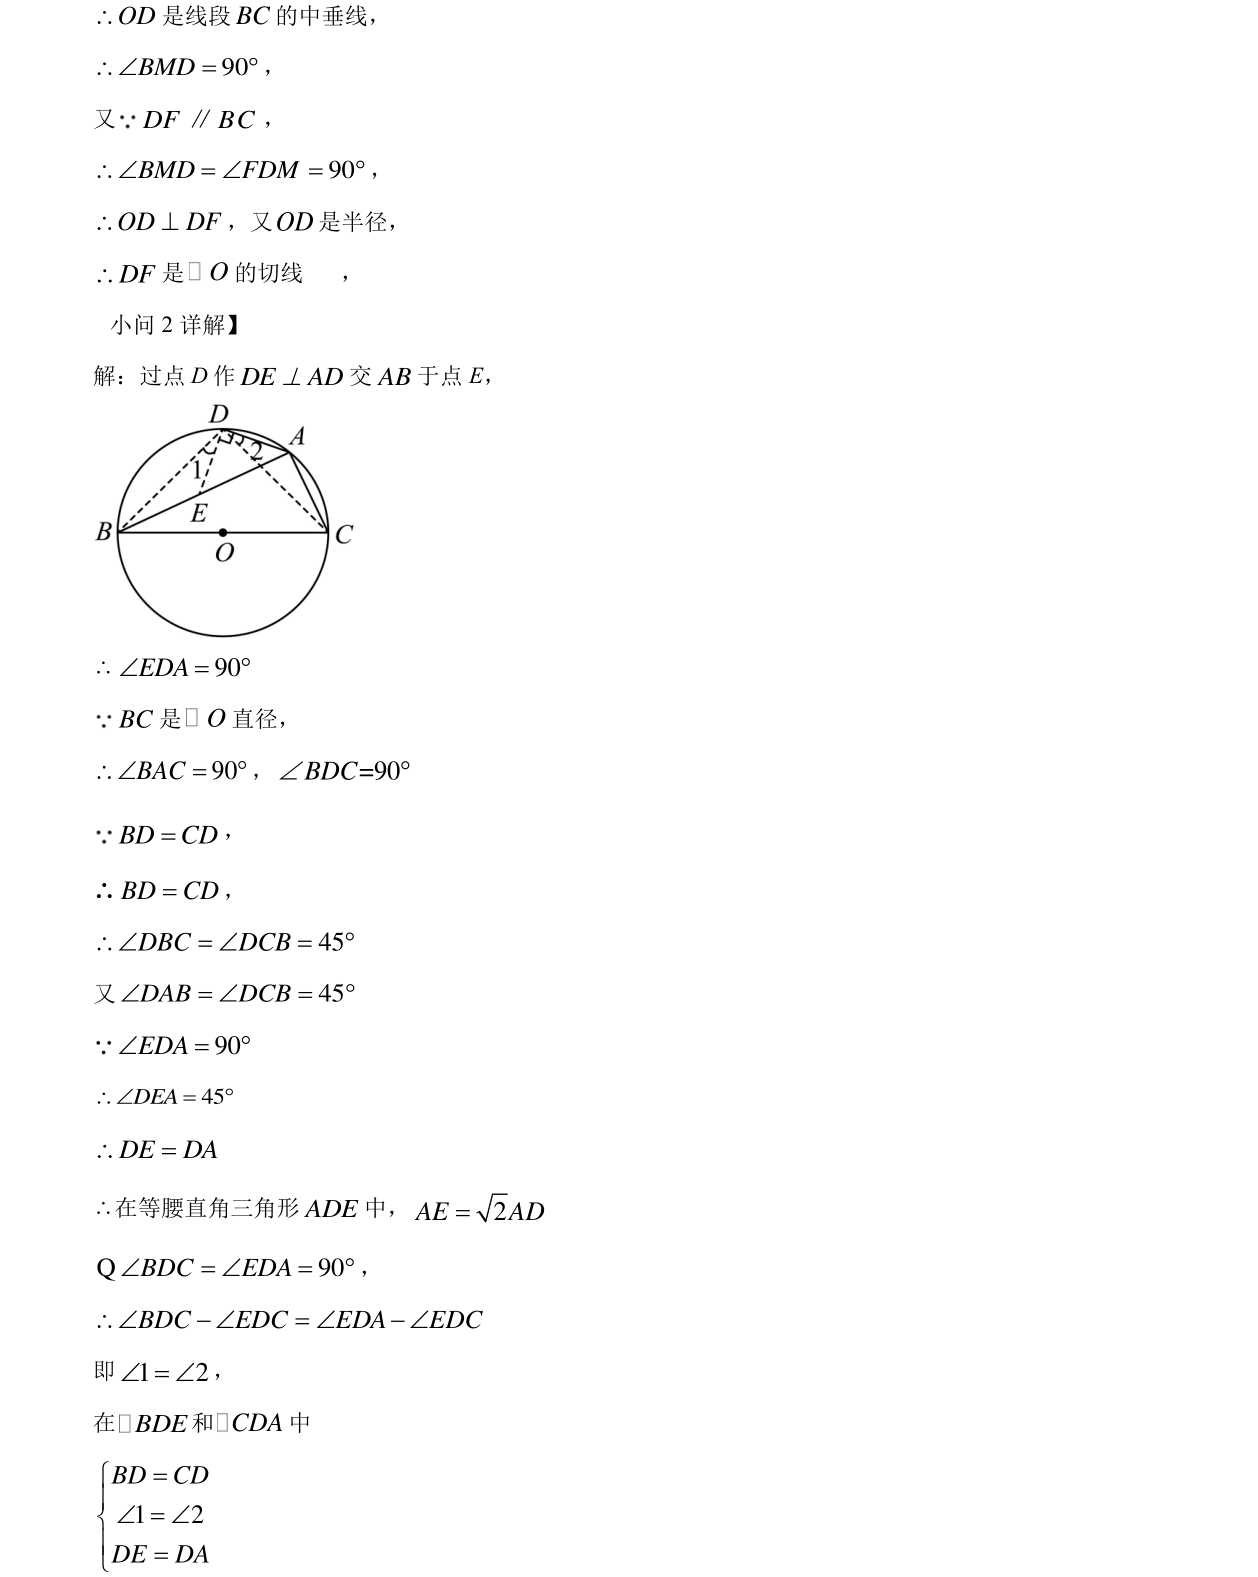 ∴OD 是线段 BC 的中垂线，
∴∠BMD = 90°，
又∵DF ∥ BC，
∴∠BMD = ∠FDM = 90°，
∴OD ⊥ DF，又OD 是半径，
∴DF 是□ O 的切线　，
小问 2 详解】
解：过点 D 作 DE ⊥ AD 交 AB 于点 E，
D
A
2
1
E
B
C
O
∴ ∠EDA = 90°
∵ BC 是□ O 直径，
∴∠BAC = 90°，∠BDC=90°
∵ BD = CD，
∴ BD = CD，
∴∠DBC = ∠DCB = 45°
又 ∠DAB = ∠DCB = 45°
∵ ∠EDA = 90°
∴∠DEA = 45°
∴DE = DA
∴在等腰直角三角形 ADE 中，AE = √2AD
Q ∠BDC = ∠EDA = 90°，
∴∠BDC − ∠EDC = ∠EDA − ∠EDC
即 ∠1 = ∠2，
在□BDE 和□CDA 中
BD = CD
∠1 = ∠2
DE = DA